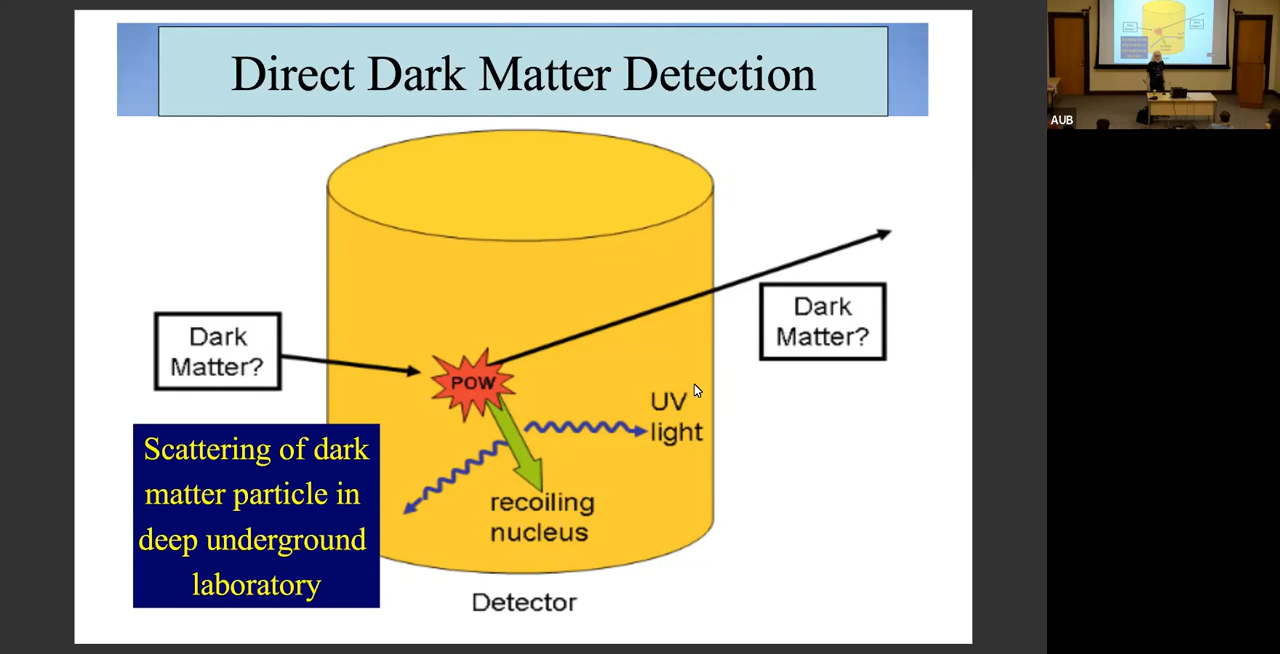 Direct Dark Matter Detection
AUB
Dark
Matter?
Dark
Matter?
POW
UV
light
Scattering of dark
matter particle in
deep underground
laboratory
recoiling
nucleus
Detector